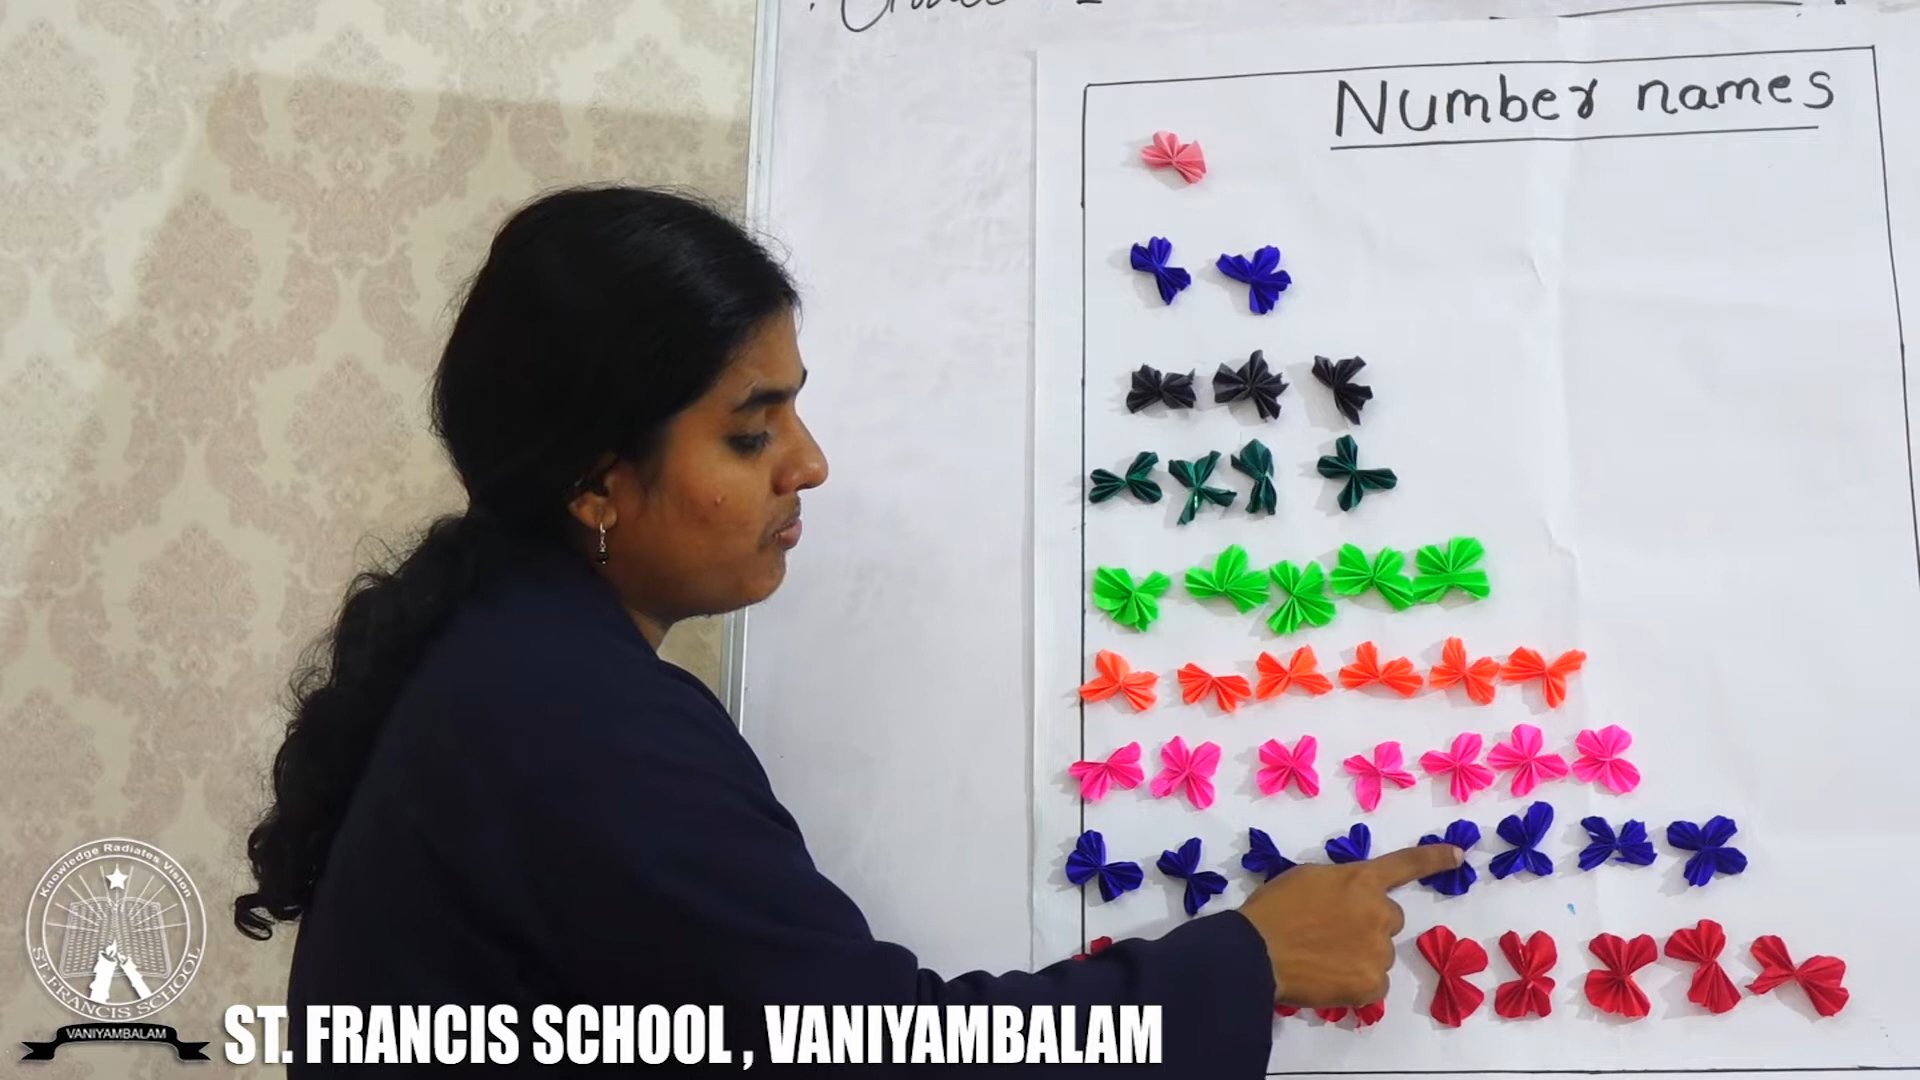 Number names
Knowledge Radiates Vision
ST. FRANCIS SCHOOL
VANIYAMBALAM
ST. FRANCIS SCHOOL , VANIYAMBALAM